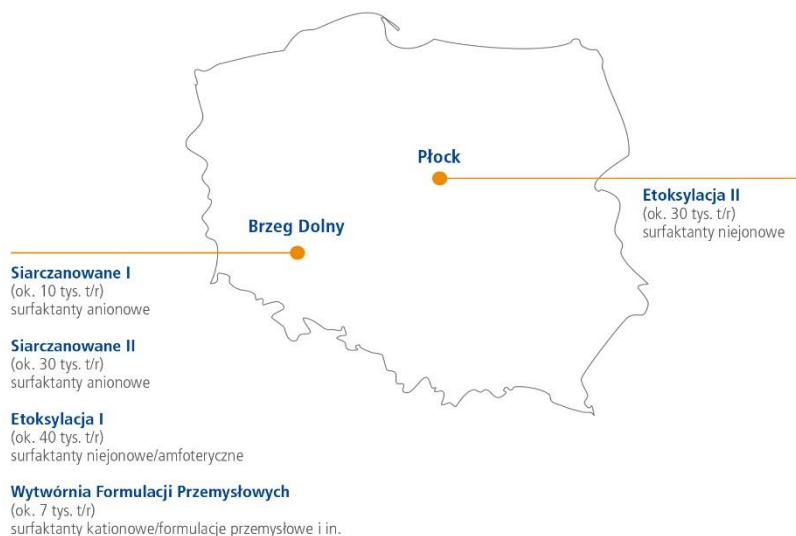 Płock
Etoksylacja II
(ok. 30 tys. t/r)
surfaktanty niejonowe
Brzeg Dolny
Siarczanowane I
(ok. 10 tys. t/r)
surfaktanty anionowe
Siarczanowane II
(ok. 30 tys. t/r)
surfaktanty anionowe
Etoksylacja I
(ok. 40 tys. t/r)
surfaktanty niejonowe/amfoteryczne
Wytwórnia Formulacji Przemysłowych
(ok. 7 tys. t/r)
surfaktanty kationowe/formulacje przemysłowe i in.